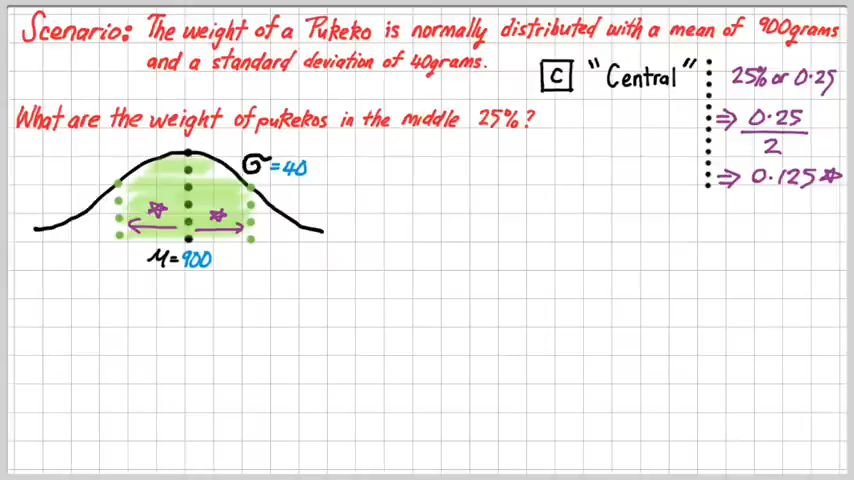 Scenario: The weight of a Pukeko is normally distributed with a mean of 900grams
and a standard deviation of 40grams.
C "Central"
25% or 0.25
⇒ 0.25
2
⇒ 0.125☆
What are the weight of pukekos in the middle 25%?
σ=40
☆ ☆
μ=900